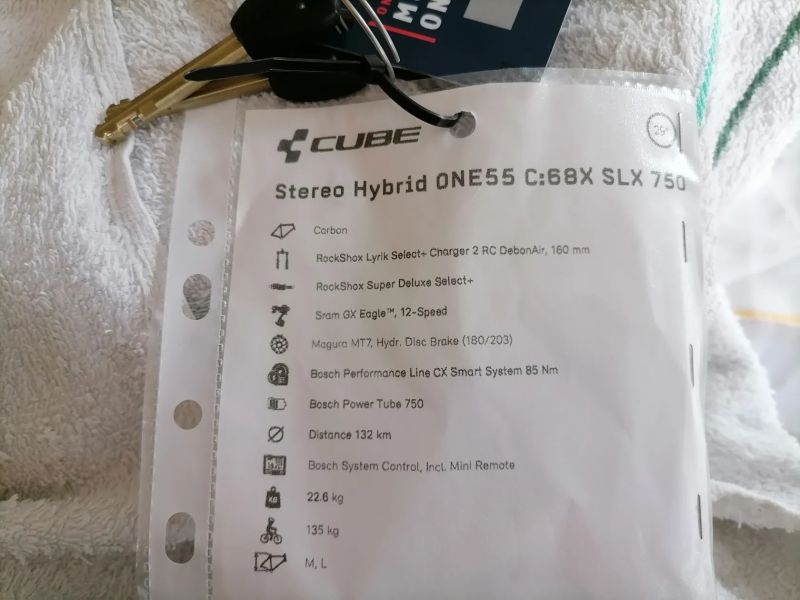 ON
M
ON
CUBE
29"
Stereo Hybrid ONE55 C:68X SLX 750
Carbon
RockShox Lyrik Select+ Charger 2 RC DebonAir, 160 mm
RockShox Super Deluxe Select+
Sram GX Eagle™, 12-Speed
Magura MT7, Hydr. Disc Brake (180/203)
Bosch Performance Line CX Smart System 85 Nm
Bosch Power Tube 750
Distance 132 km
Bosch System Control, incl. Mini Remote
KG
22.6 kg
135 kg
M, L